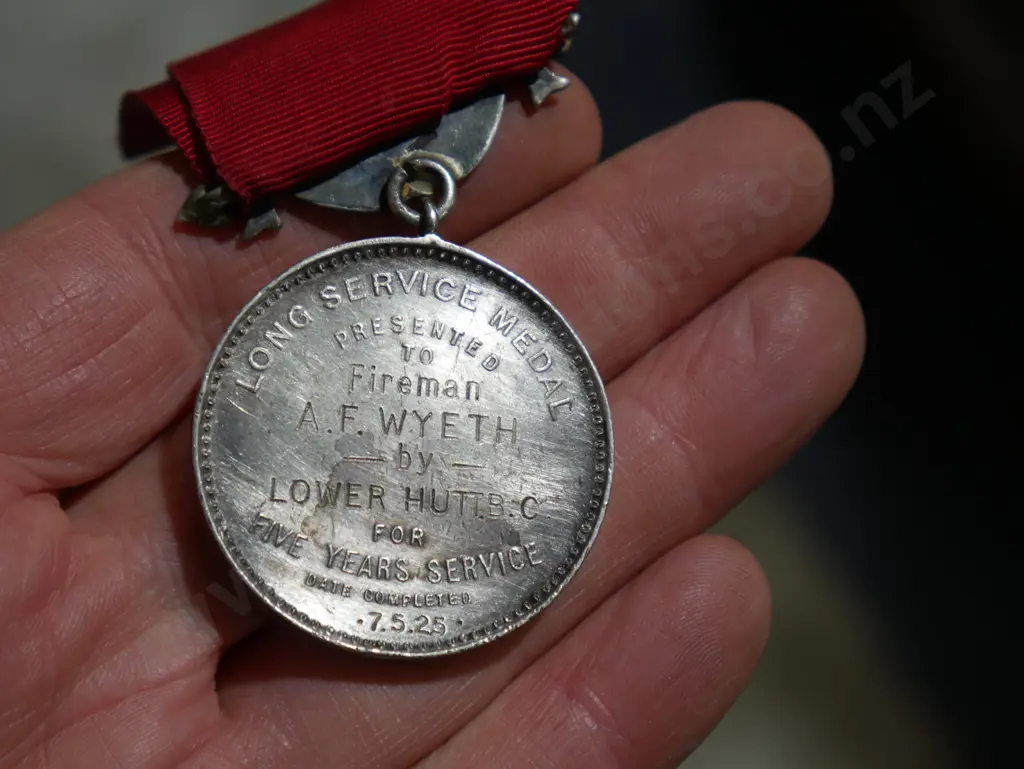 LONG SERVICE MEDAL
PRESENTED
TO
Fireman
A.F. WYETH
— by —
LOWER HUTT.B.C
FOR
FIVE YEARS SERVICE
DATE COMPLETED
.7.5.25.